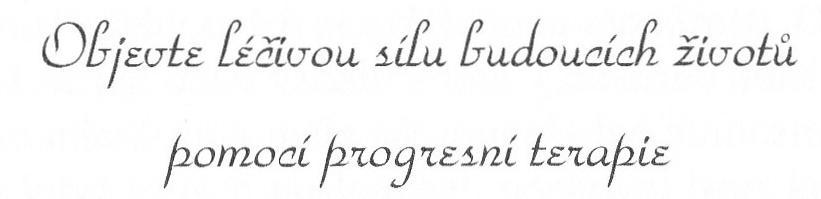 Objevte léčivou sílu budoucích životů
pomocí progresní terapie